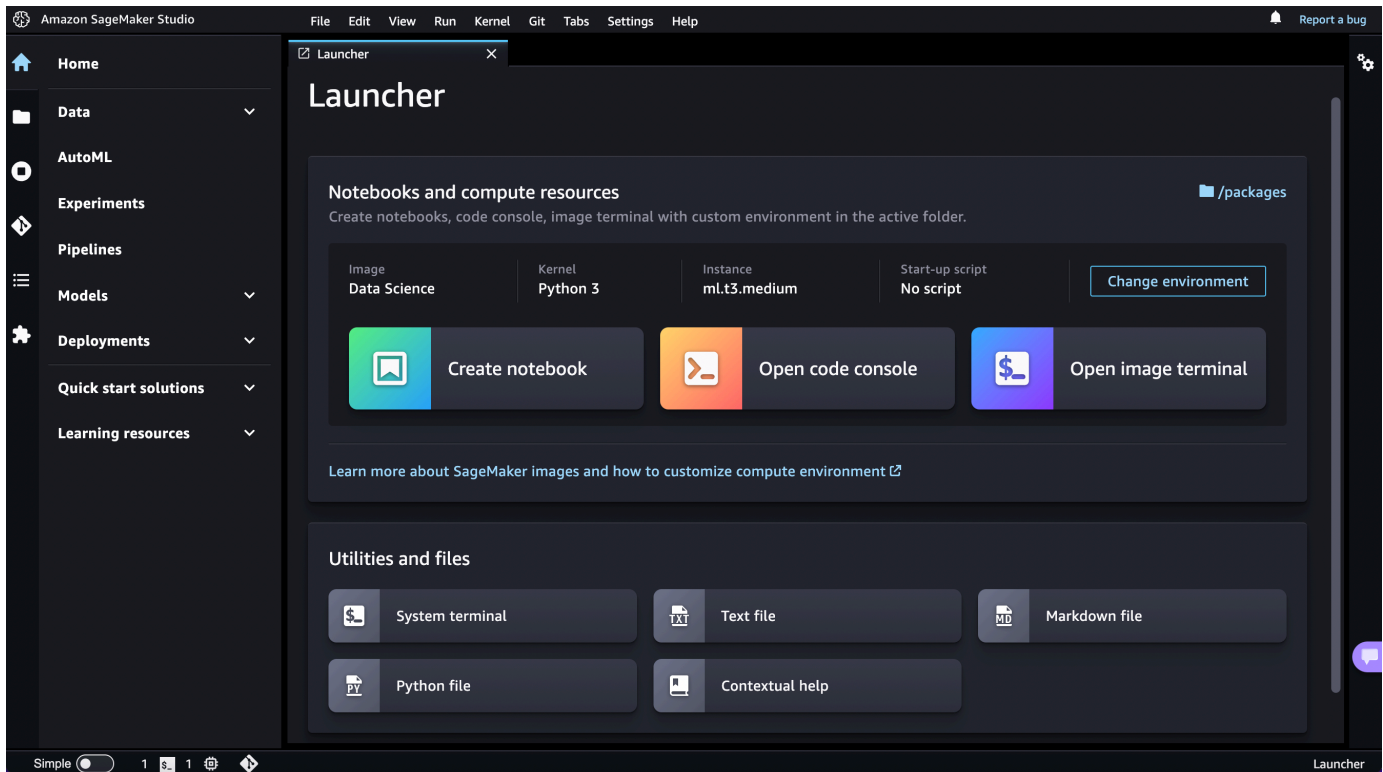 Amazon SageMaker Studio
File Edit View Run Kernel Git Tabs Settings Help
Report a bug
Home
Data
AutoML
Experiments
Pipelines
Models
Deployments
Quick start solutions
Learning resources
Launcher
Launcher
Notebooks and compute resources
/packages
Create notebooks, code console, image terminal with custom environment in the active folder.
Image Kernel Instance Start-up script
Data Science Python 3 ml.t3.medium No script
Change environment
Create notebook
$_ Open code console
$_ Open image terminal
Learn more about SageMaker images and how to customize compute environment
Utilities and files
$_ System terminal
TXT Text file
MD Markdown file
PY Python file
Contextual help
Simple 1 $_ 1
Launcher